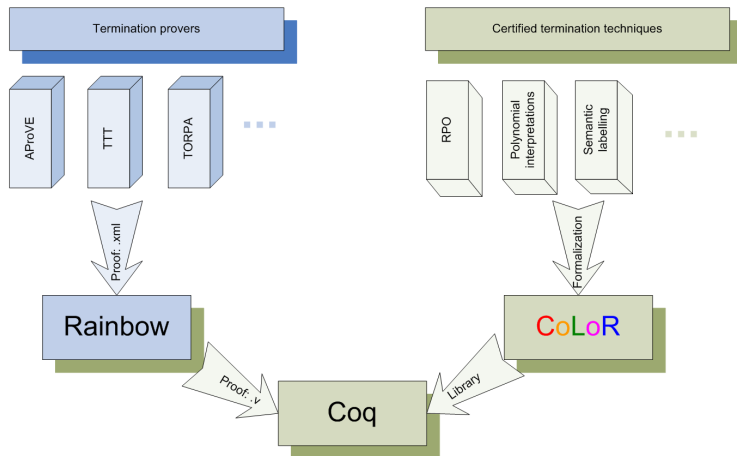 Termination provers
Certified termination techniques
AProVE
TTT
TORPA
RPO
Polynomial
interpretations
Semantic
labelling
Proof: .xml
Formalization
Rainbow
CoLoR
Proof: .v
Library
Coq